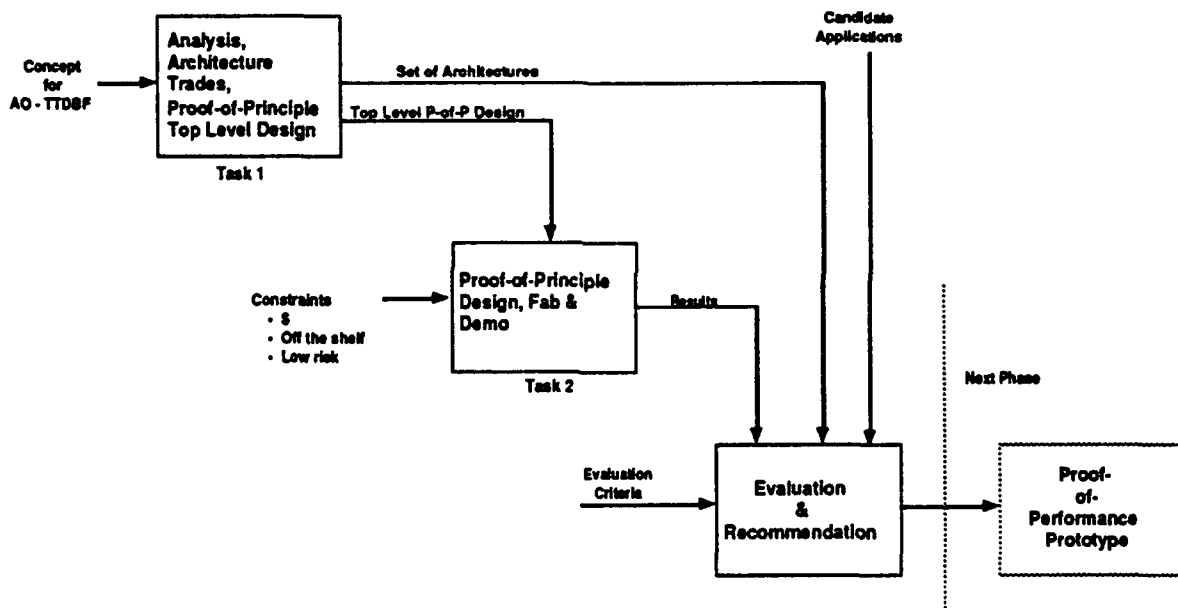 Candidate
Applications
Analysis,
Architecture
Trades,
Proof-of-Principle
Top Level Design
Concept
for
AO - TTDBF
Set of Architectures
Top Level P-of-P Design
Task 1
Proof-of-Principle
Design, Fab &
Demo
Constraints
• $
• Off the shelf
• Low risk
Results
Task 2
Next Phase
Evaluation
Criteria
Evaluation
&
Recommendation
Proof-
of-
Performance
Prototype